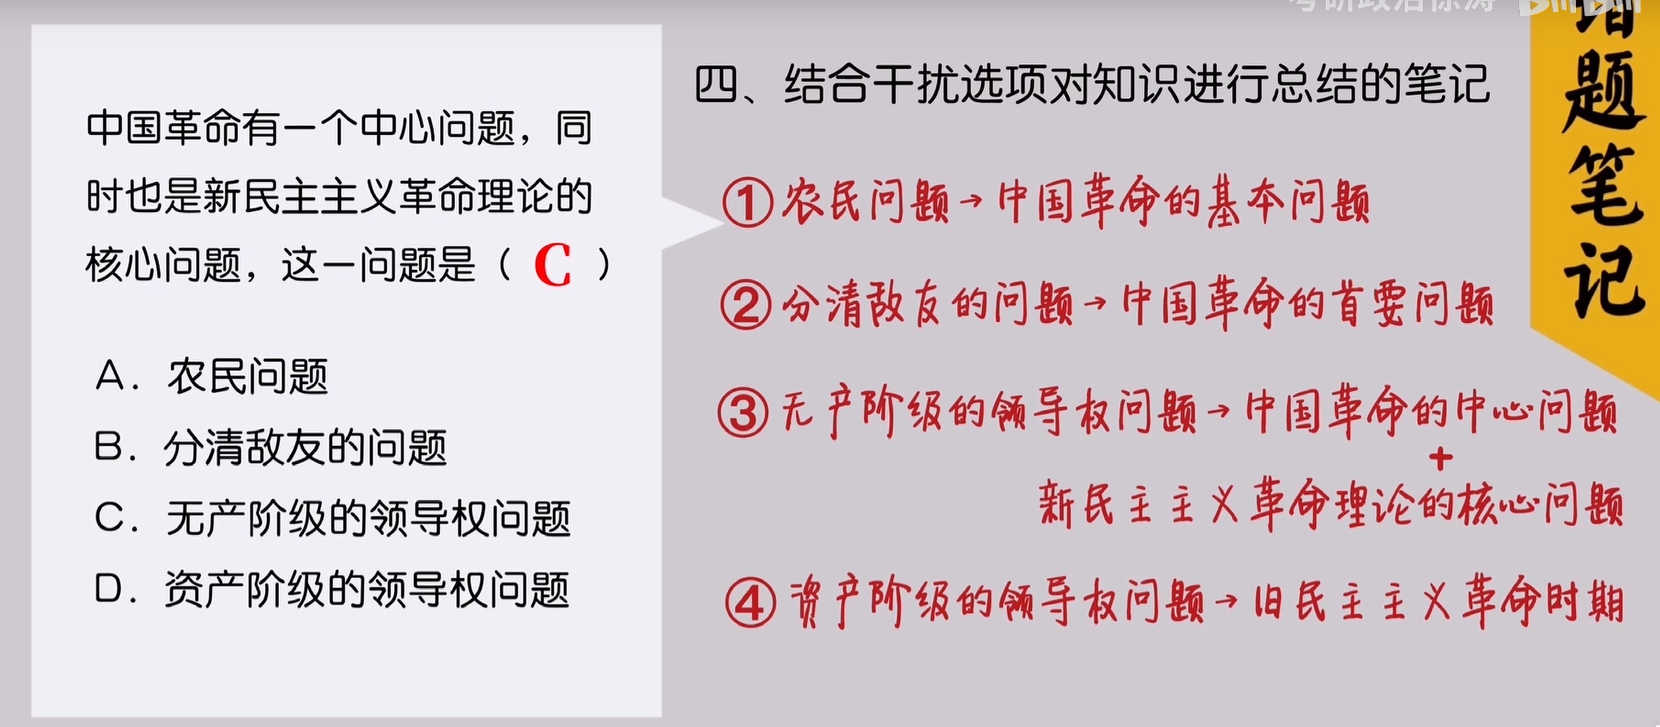 中国革命有一个中心问题，同
时也是新民主主义革命理论的
核心问题，这一问题是（ C ）
A. 农民问题
B. 分清敌友的问题
C. 无产阶级的领导权问题
D. 资产阶级的领导权问题
四、结合干扰选项对知识进行总结的笔记
①农民问题→中国革命的基本问题
②分清敌友的问题→中国革命的首要问题
③无产阶级的领导权问题→中国革命的中心问题
+
新民主主义革命理论的核心问题
④资产阶级的领导权问题→旧民主主义革命时期
题笔记